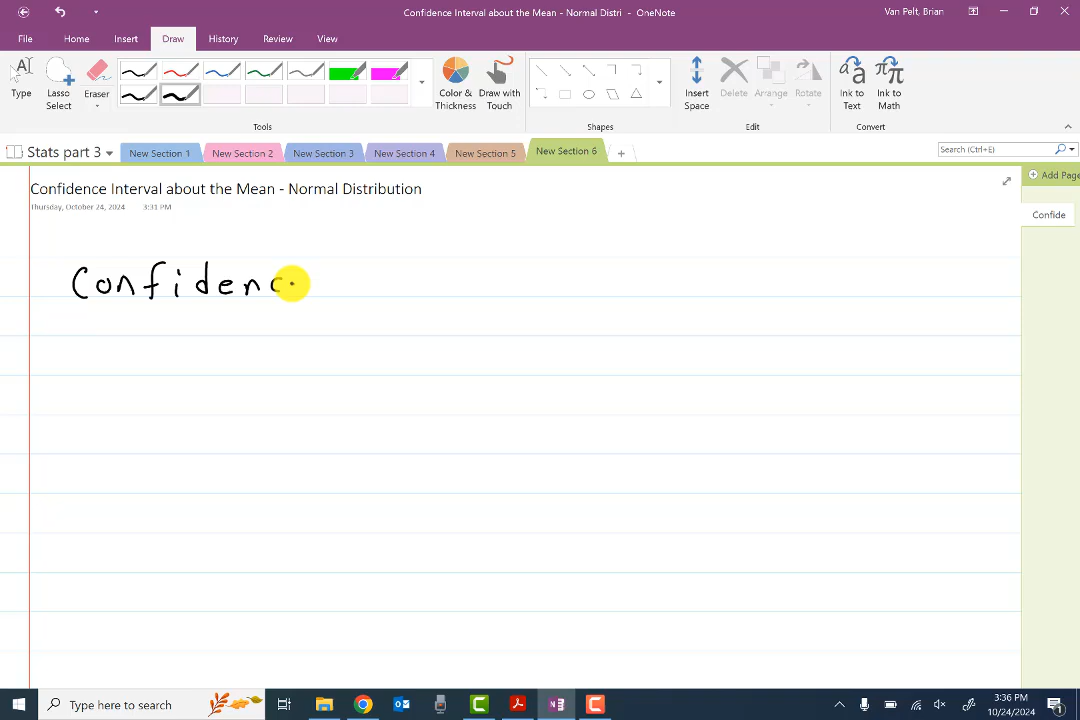 Confidence Interval about the Mean - Normal Distri - OneNote
Van Pelt, Brian
File Home Insert Draw History Review View
Type
Lasso Select
Eraser
Color & Thickness
Draw with Touch
Insert Space
Delete
Arrange
Rotate
Ink to Text
Ink to Math
Tools
Shapes
Edit
Convert
Stats part 3
New Section 1
New Section 2
New Section 3
New Section 4
New Section 5
New Section 6
Search (Ctrl+E)
Confidence Interval about the Mean - Normal Distribution
Add Page
Thursday, October 24, 2024 3:31 PM
Confide
Confidenc
Type here to search
3:36 PM
10/24/2024